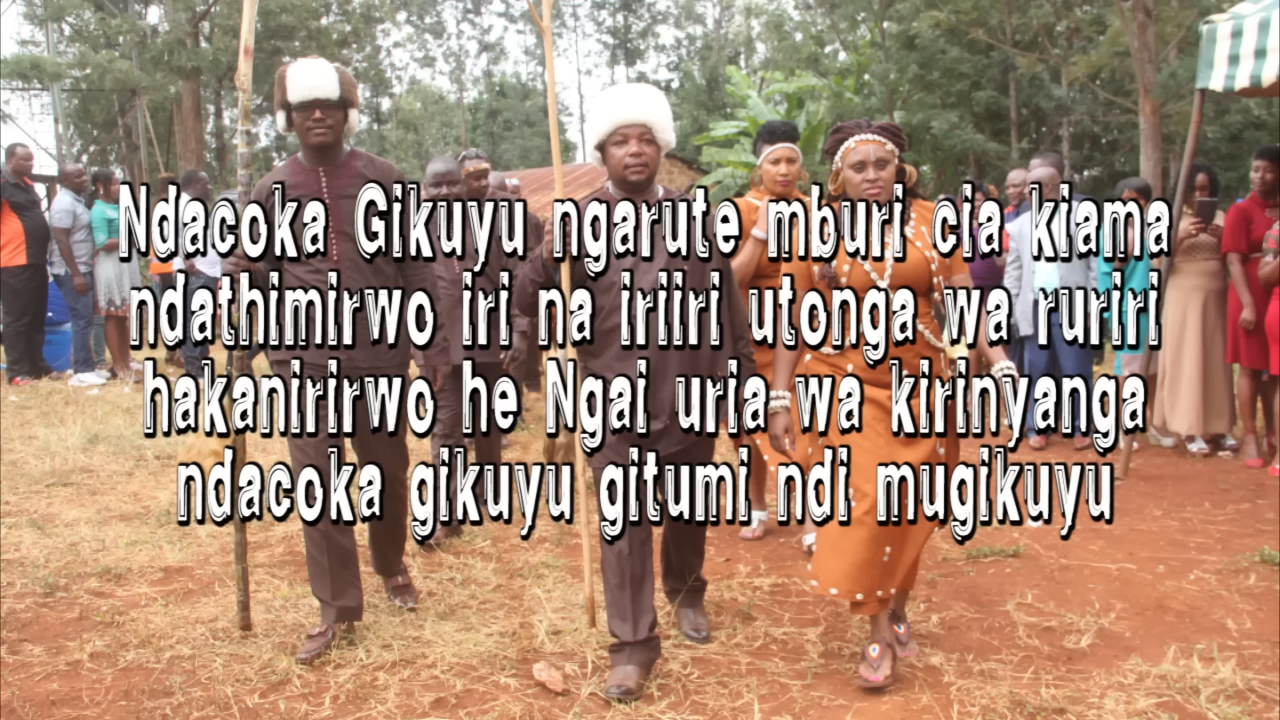 Ndacoka Gikuyu ngarute mburi cia kiama
ndathimirwo iri na iriiri utonga wa ruriri
hakanirirwo he Ngai uria wa kirinyanga
ndacoka gikuyu gitumi ndi mugikuyu